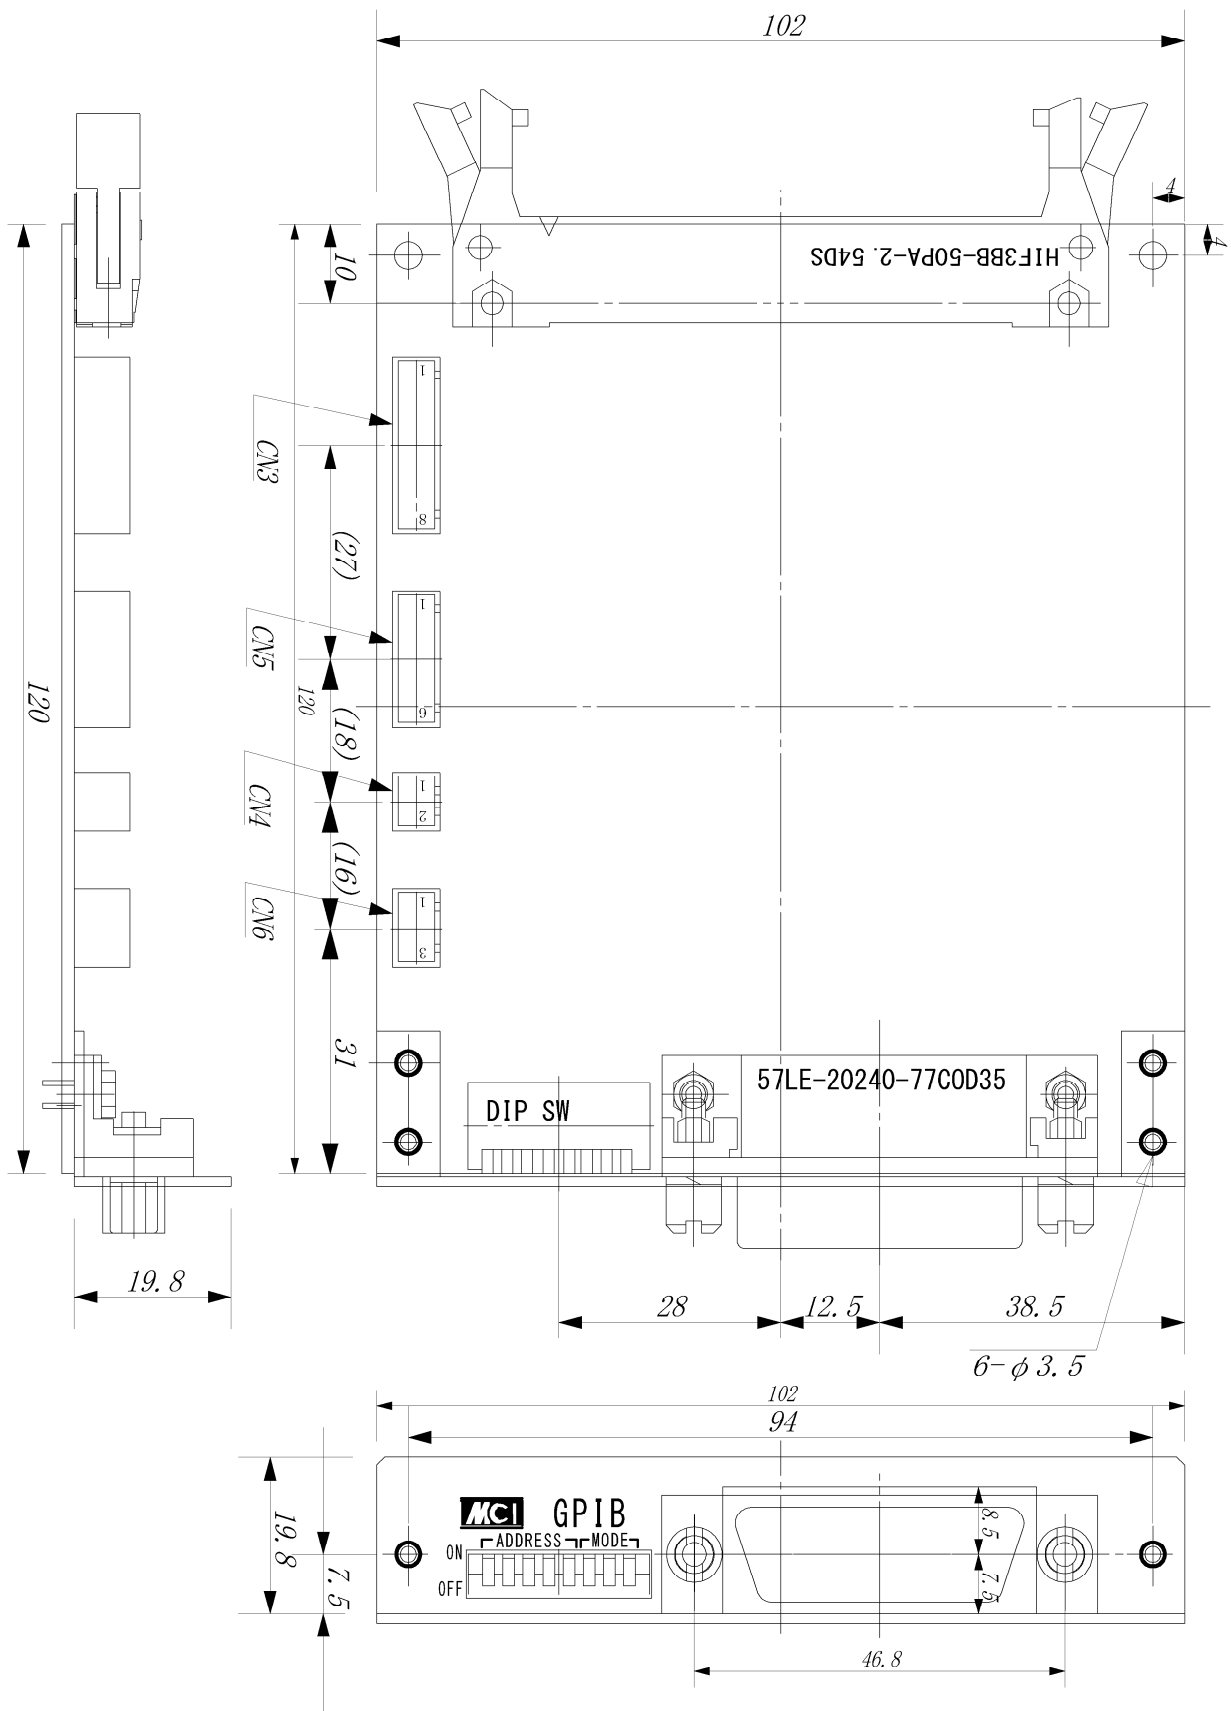 102
4
4
10
HIF3BB-50PA-2.54DS
1
8
CN3
(27)
1
6
CN5
120
120
(18)
1
2
CN4
(16)
1
3
CN6
31
57LE-20240-77COD35
DIP SW
19.8
28
12.5
38.5
6-φ3.5
102
94
MCI GPIB
ADDRESS MODE
ON
OFF
19.8
7.5
8.5
7.5
46.8